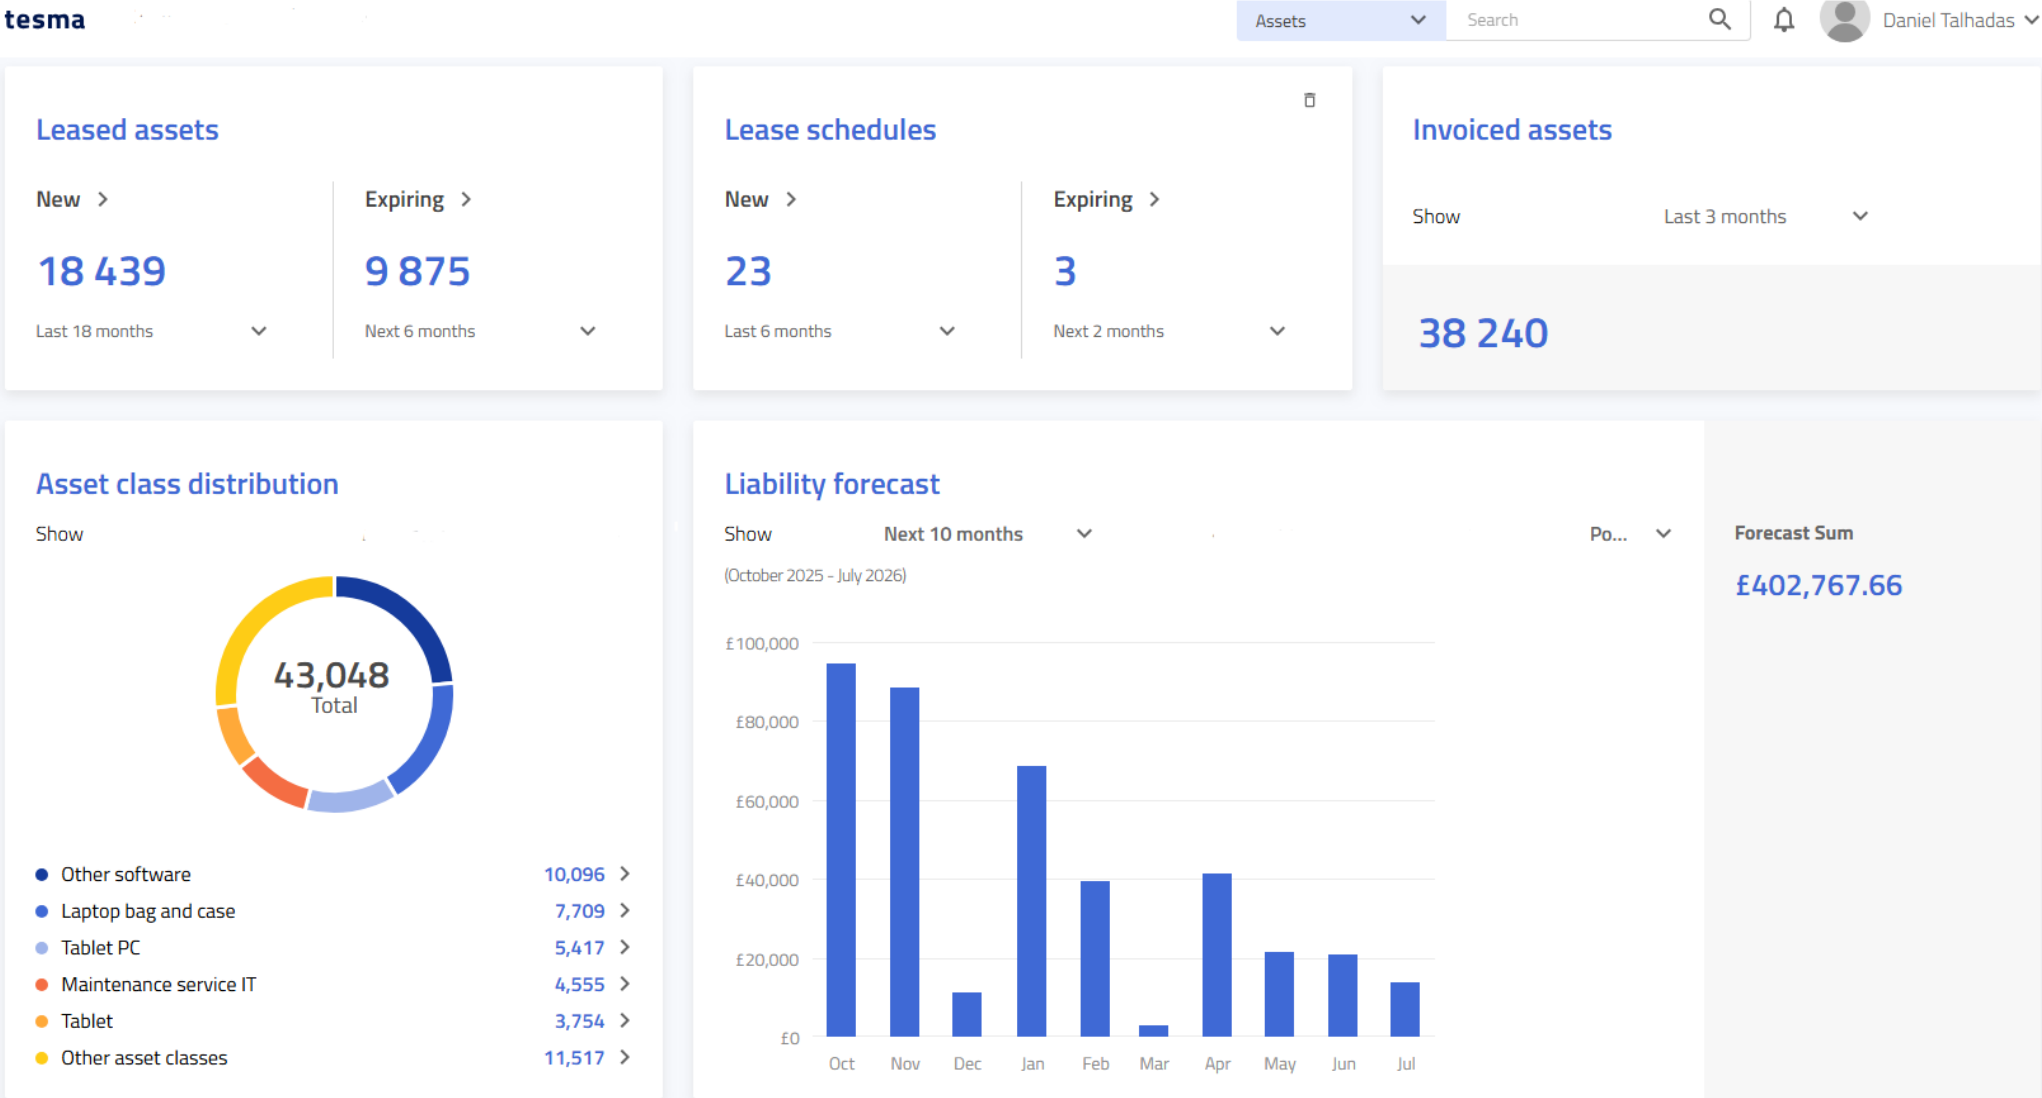 tesma
Assets
Search
Daniel Talhadas
Leased assets
New
18 439
Last 18 months
Expiring
9 875
Next 6 months
Lease schedules
New
23
Last 6 months
Expiring
3
Next 2 months
Invoiced assets
Show Last 3 months
38 240
Asset class distribution
Show
43,048
Total
Other software 10,096
Laptop bag and case 7,709
Tablet PC 5,417
Maintenance service IT 4,555
Tablet 3,754
Other asset classes 11,517
Liability forecast
Show Next 10 months Po...
(October 2025 - July 2026)
£100,000
£80,000
£60,000
£40,000
£20,000
£0
Oct Nov Dec Jan Feb Mar Apr May Jun Jul
Forecast Sum
£402,767.66